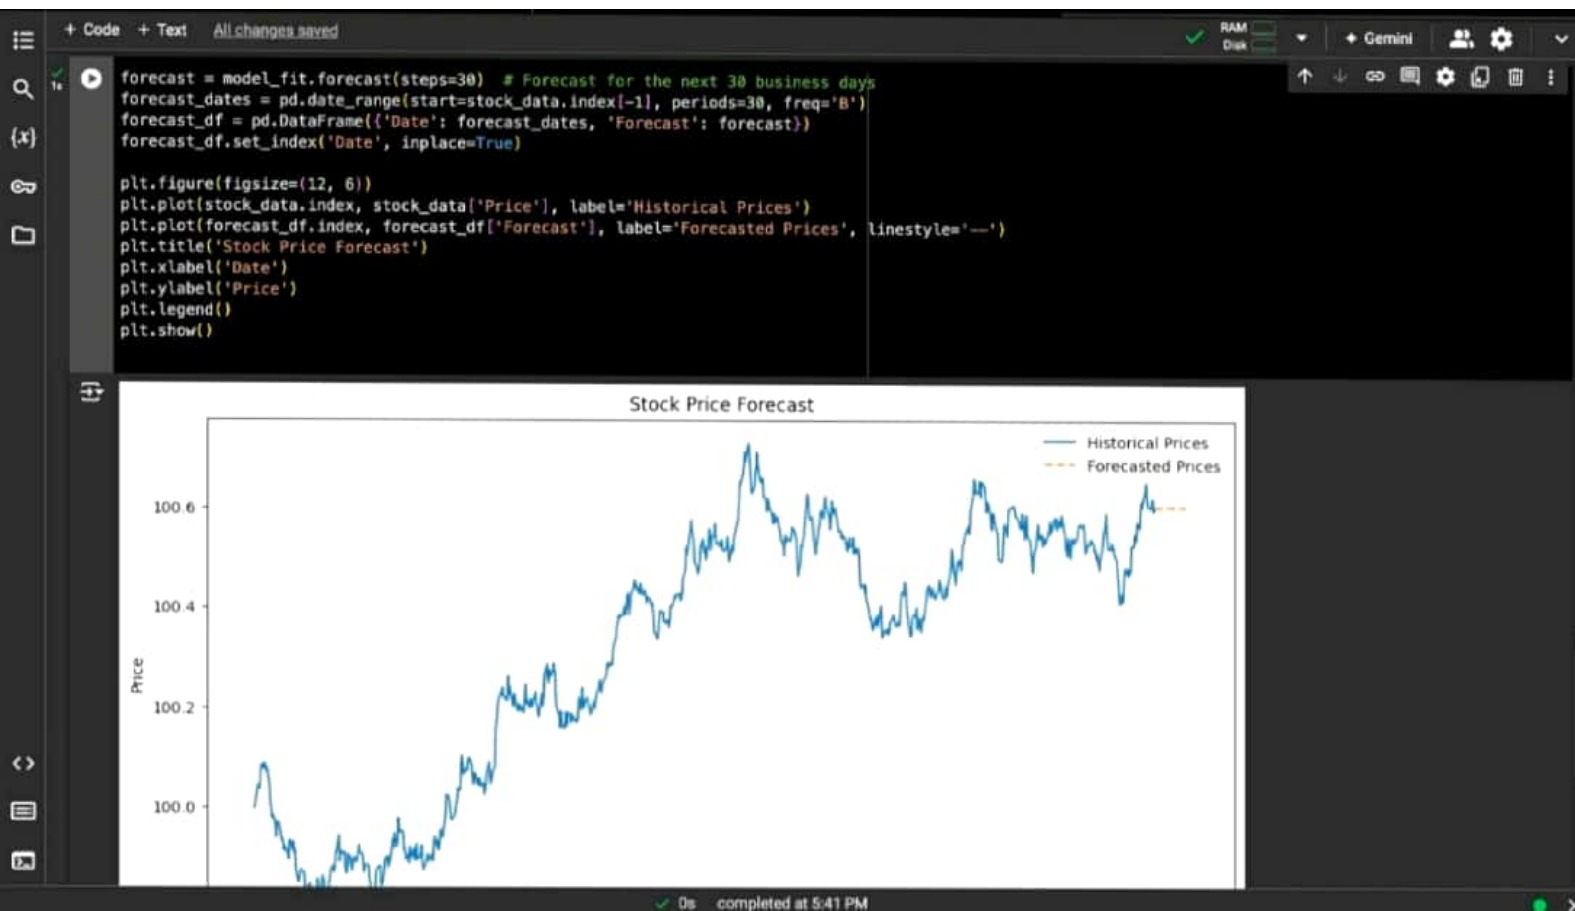 + Code + Text All changes saved
RAM
Disk
Gemini
1s
forecast = model_fit.forecast(steps=30)  # Forecast for the next 30 business days
forecast_dates = pd.date_range(start=stock_data.index[-1], periods=30, freq='B')
forecast_df = pd.DataFrame({'Date': forecast_dates, 'Forecast': forecast})
forecast_df.set_index('Date', inplace=True)
plt.figure(figsize=(12, 6))
plt.plot(stock_data.index, stock_data['Price'], label='Historical Prices')
plt.plot(forecast_df.index, forecast_df['Forecast'], label='Forecasted Prices', linestyle='--')
plt.title('Stock Price Forecast')
plt.xlabel('Date')
plt.ylabel('Price')
plt.legend()
plt.show()
{x}
Stock Price Forecast
Historical Prices
Forecasted Prices
100.6
100.4
100.2
100.0
Price
0s completed at 5:41 PM